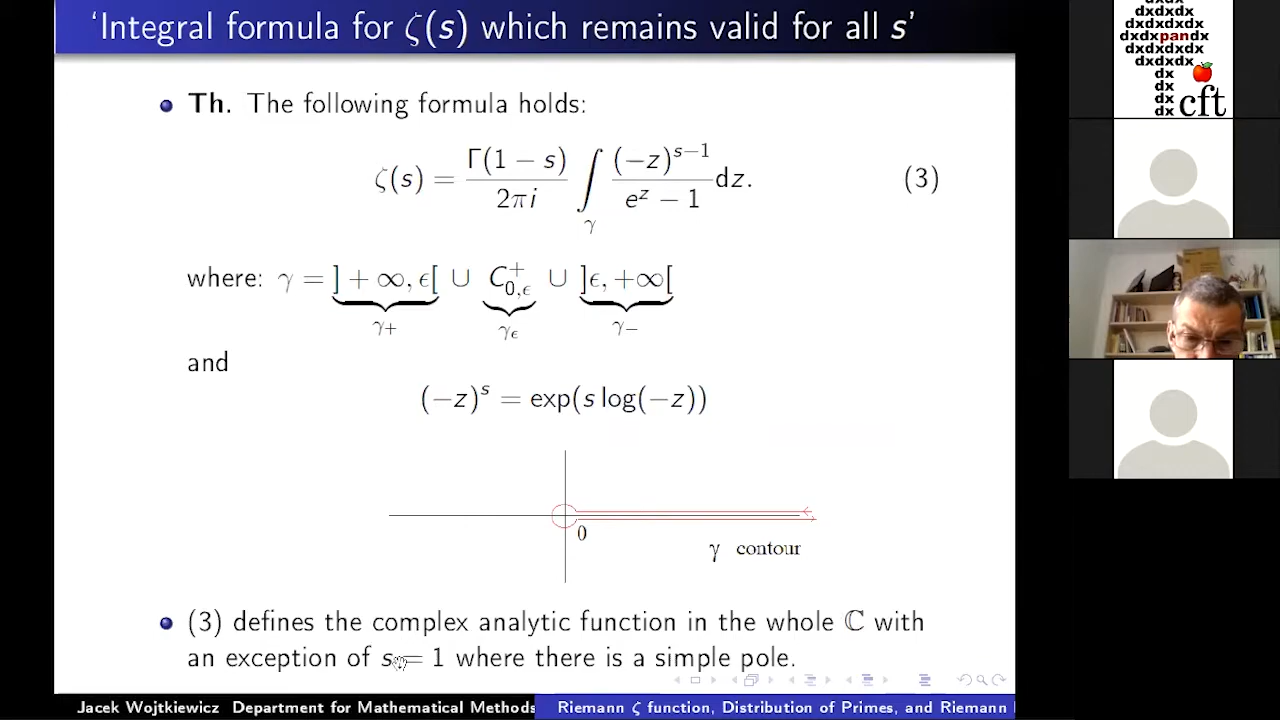 ‘Integral formula for ζ(s) which remains valid for all s’
Th. The following formula holds:
ζ(s) = Γ(1 − s) / 2πi ∫γ (−z)^{s−1} / e^z − 1 dz. (3)
where: γ = ]+∞, ϵ[ ∪ C^+_{0,ϵ} ∪ ]ϵ, +∞[
γ+ γϵ γ−
and
(−z)^s = exp(s log(−z))
0
γ contour
(3) defines the complex analytic function in the whole ℂ with
an exception of s = 1 where there is a simple pole.
Jacek Wojtkiewicz Department for Mathematical Methods Riemann ζ function, Distribution of Primes, and Riemann
dxdxdx
dxdxdxdx
dxdxpandx
dxdxdxdx
dxdxdx
dx
dx
dx
dx
cft